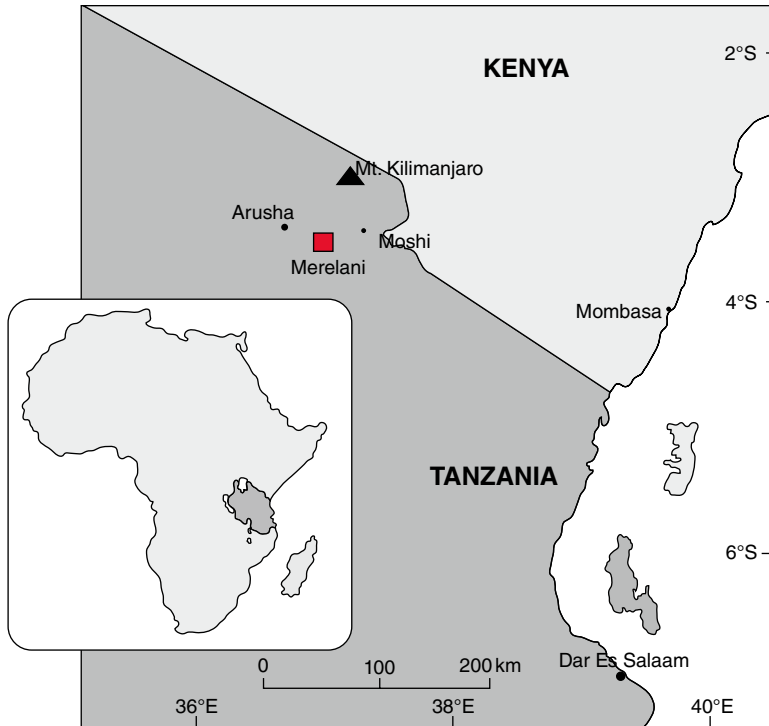 2°S
KENYA
Mt. Kilimanjaro
Arusha
Moshi
Merelani
4°S
Mombasa
TANZANIA
6°S
Dar Es Salaam
0 100 200 km
36°E 38°E 40°E